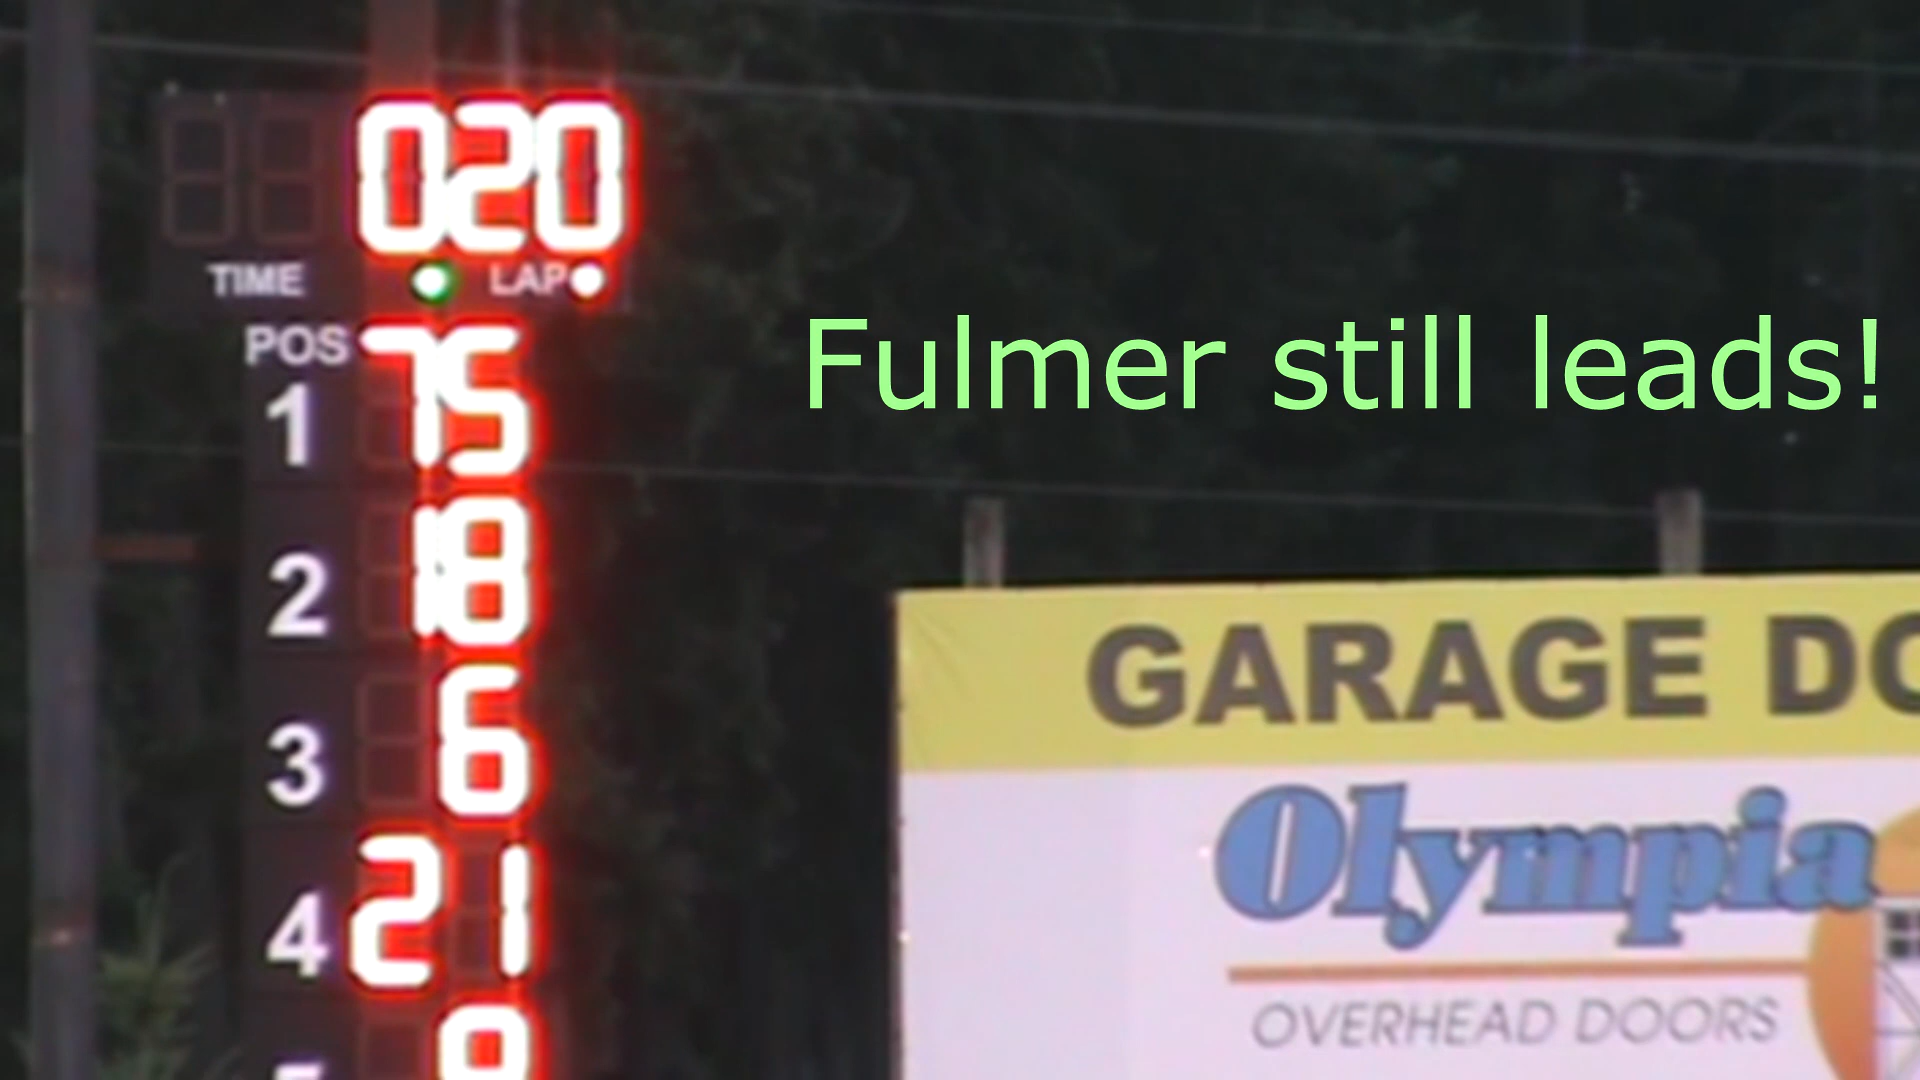 020
TIME LAP
POS
1 75
Fulmer still leads!
2 18
3 6
4 21
GARAGE
Olympia
OVERHEAD DOORS